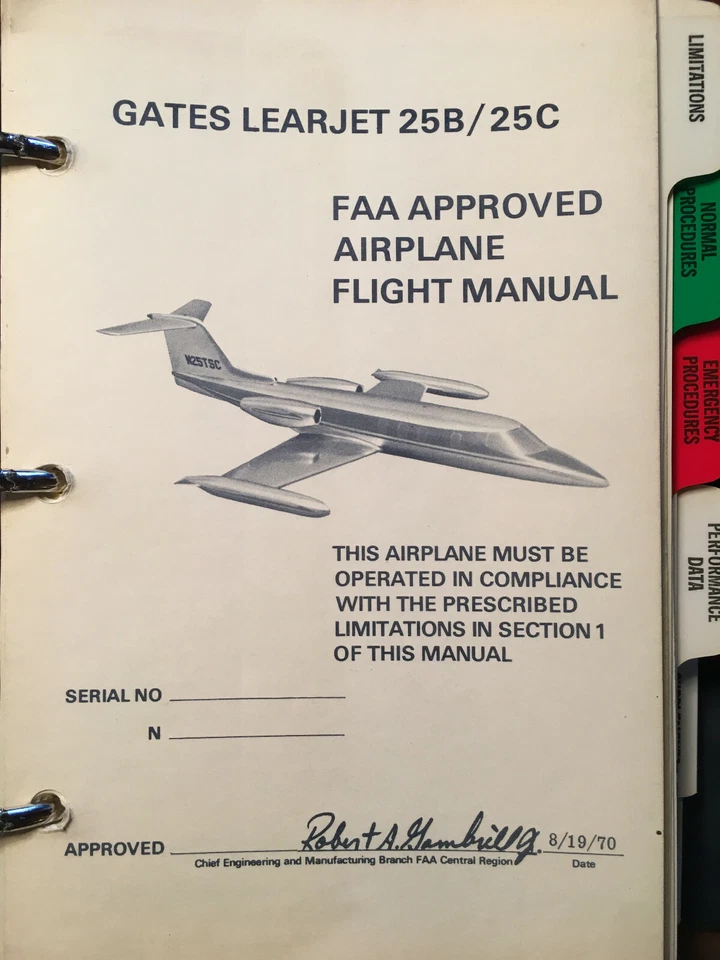 GATES LEARJET 25B/25C
FAA APPROVED
AIRPLANE
FLIGHT MANUAL
N25TSC
THIS AIRPLANE MUST BE
OPERATED IN COMPLIANCE
WITH THE PRESCRIBED
LIMITATIONS IN SECTION 1
OF THIS MANUAL
SERIAL NO
N
APPROVED Robert A. Gambrill Jr. 8/19/70
Chief Engineering and Manufacturing Branch FAA Central Region Date
LIMITATIONS
NORMAL
PROCEDURES
EMERGENCY
PROCEDURES
PERFORMANCE
DATA